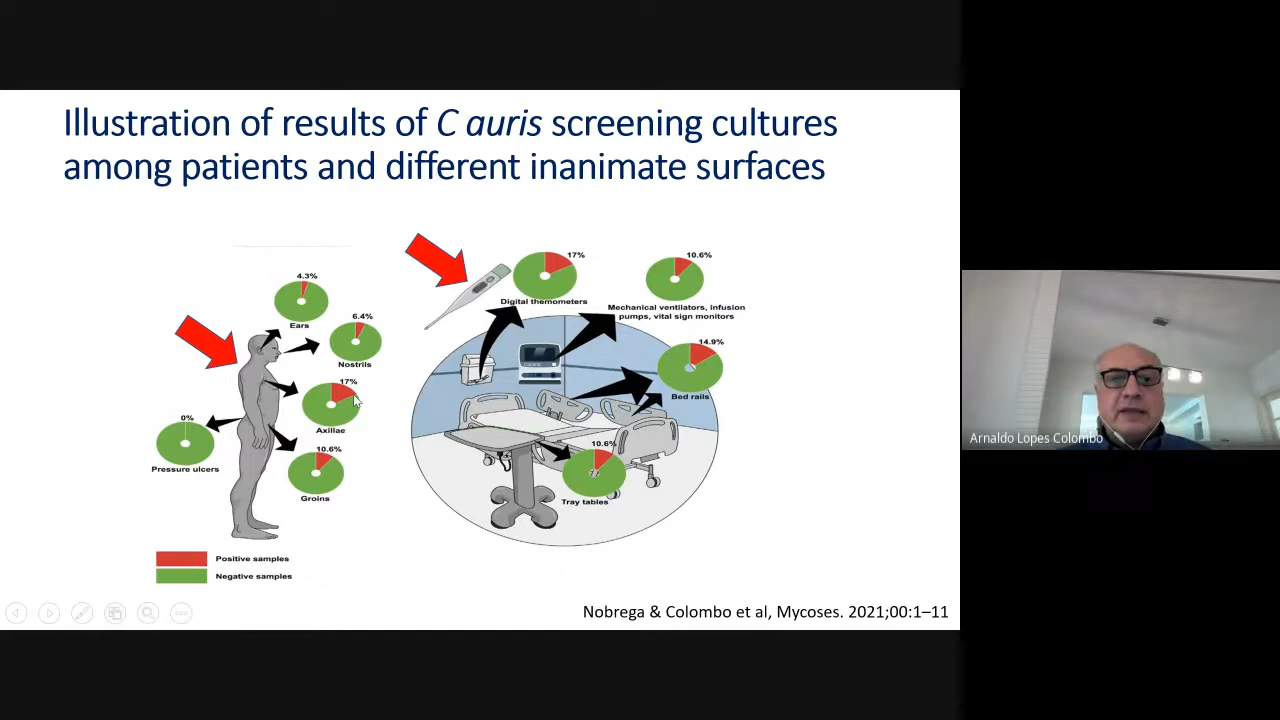 Illustration of results of C auris screening cultures
among patients and different inanimate surfaces
4.3%
Ears
6.4%
Nostrils
17%
Axillae
0%
Pressure ulcers
10.6%
Groins
17%
Digital themometers
10.6%
Mechanical ventilators, infusion
pumps, vital sign monitors
14.9%
Bed rails
10.6%
Tray tables
Positive samples
Negative samples
Nobrega & Colombo et al, Mycoses. 2021;00:1–11
Arnaldo Lopes Colombo